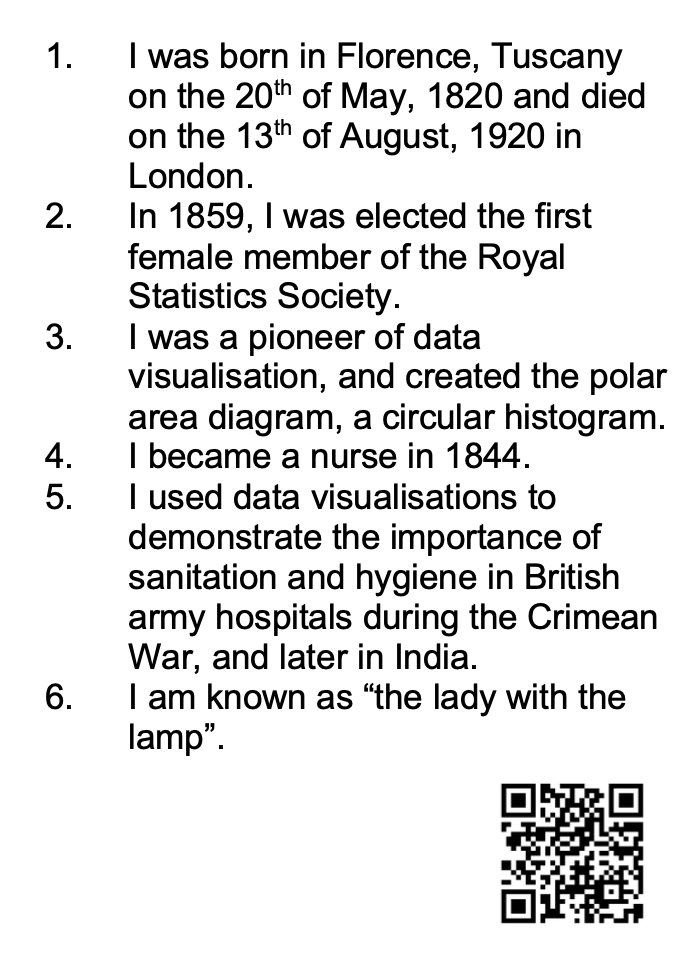 1. I was born in Florence, Tuscany
on the 20th of May, 1820 and died
on the 13th of August, 1920 in
London.
2. In 1859, I was elected the first
female member of the Royal
Statistics Society.
3. I was a pioneer of data
visualisation, and created the polar
area diagram, a circular histogram.
4. I became a nurse in 1844.
5. I used data visualisations to
demonstrate the importance of
sanitation and hygiene in British
army hospitals during the Crimean
War, and later in India.
6. I am known as “the lady with the
lamp”.